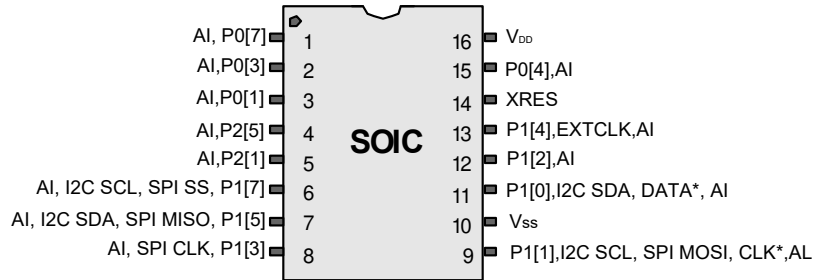 AI, P0[7] 1 16 VDD
AI,P0[3] 2 15 P0[4],AI
AI,P0[1] 3 14 XRES
AI,P2[5] 4 13 P1[4],EXTCLK,AI
SOIC
AI,P2[1] 5 12 P1[2],AI
AI, I2C SCL, SPI SS, P1[7] 6 11 P1[0],I2C SDA, DATA*, AI
AI, I2C SDA, SPI MISO, P1[5] 7 10 Vss
AI, SPI CLK, P1[3] 8 9 P1[1],I2C SCL, SPI MOSI, CLK*,AL